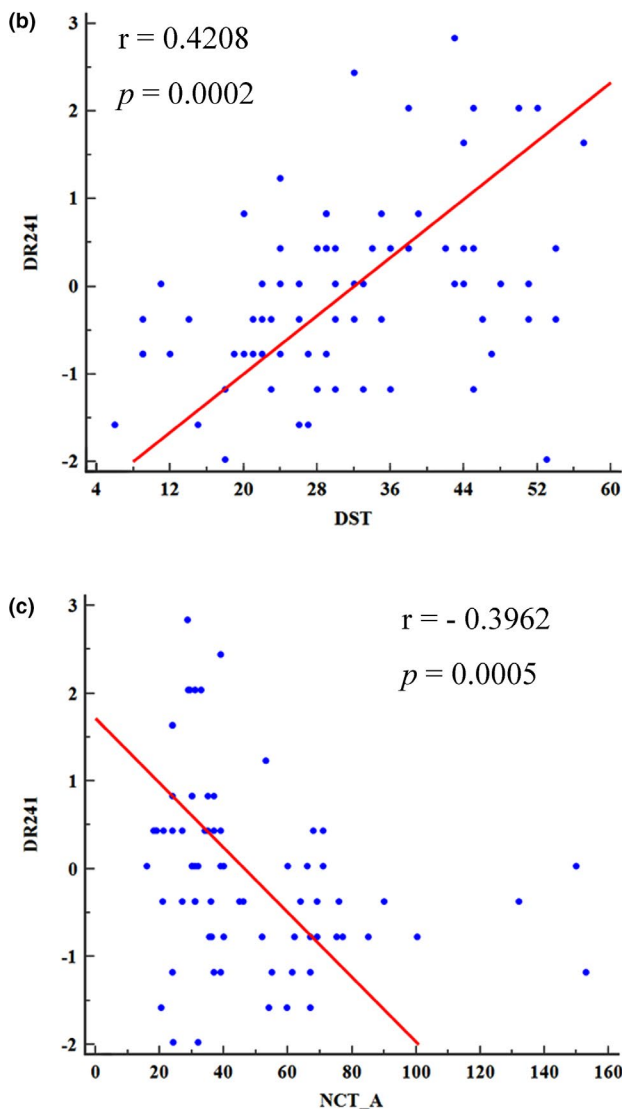 (b)
r = 0.4208
p = 0.0002
3
2
1
0
-1
-2
DR241
4 12 20 28 36 44 52 60
DST
(c)
r = - 0.3962
p = 0.0005
3
2
1
0
-1
-2
DR241
0 20 40 60 80 100 120 140 160
NCT_A